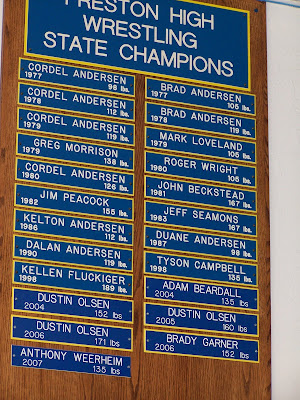 PRESTON HIGH
WRESTLING
STATE CHAMPIONS
CORDEL ANDERSEN
1977 98 lbs.
CORDEL ANDERSEN
1978 112 lbs.
CORDEL ANDERSEN
1979 119 lbs.
GREG MORRISON
1979 138 lbs.
CORDEL ANDERSEN
1980 126 lbs.
JIM PEACOCK
1982 155 lbs.
KELTON ANDERSEN
1986 112 lbs.
DALAN ANDERSEN
1990 119 lbs.
KELLEN FLUCKIGER
1998 189 lbs.
DUSTIN OLSEN
2004 152 lbs
DUSTIN OLSEN
2006 171 lbs
ANTHONY WEERHEIM
2007 135 lbs
BRAD ANDERSEN
1977 105 lbs.
BRAD ANDERSEN
1978 119 lbs.
MARK LOVELAND
1979 105 lbs.
ROGER WRIGHT
1980 105 lbs.
JOHN BECKSTEAD
1981 167 lbs.
JEFF SEAMONS
1983 167 lbs.
DUANE ANDERSEN
1987 98 lbs.
TYSON CAMPBELL
1998 135 lbs.
ADAM BEARDALL
2004 135 lbs
DUSTIN OLSEN
2005 160 lbs
BRADY GARNER
2006 152 lbs